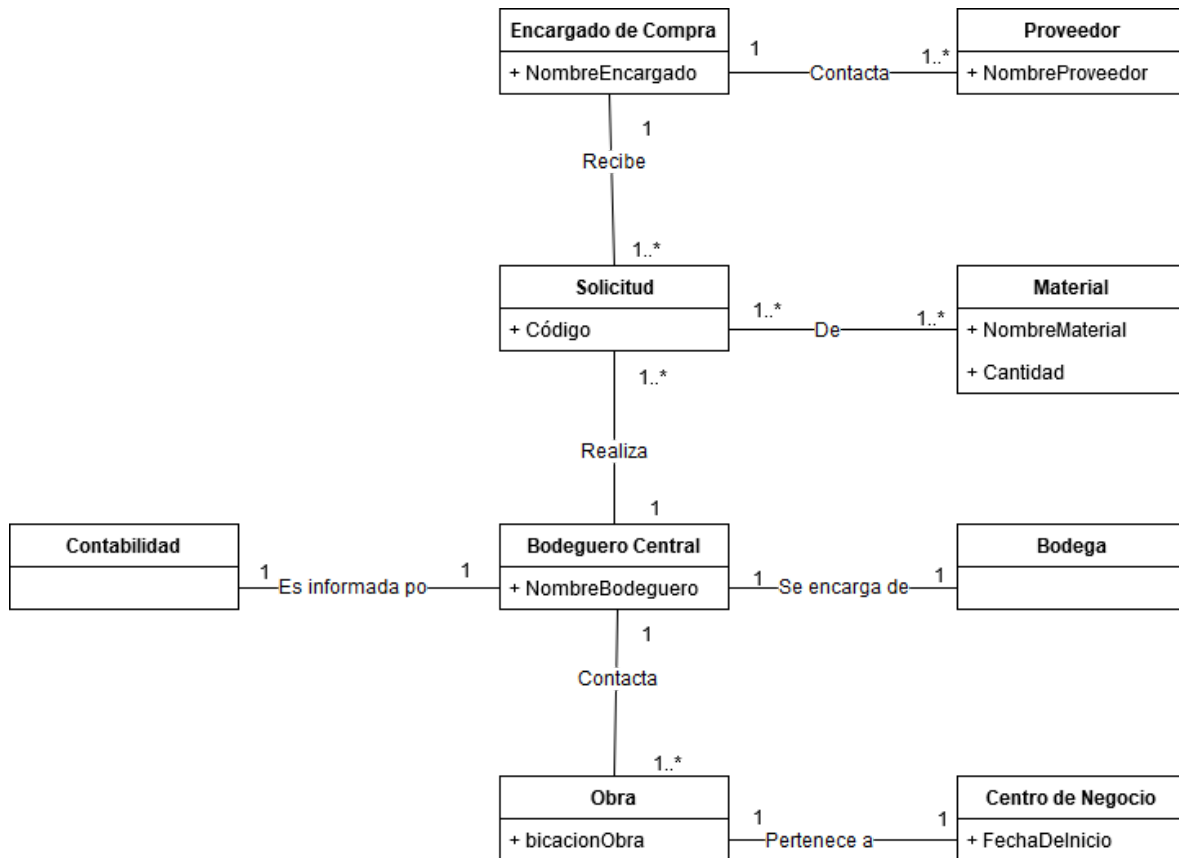 Encargado de Compra
+ NombreEncargado
1
Contacta
1..*
Proveedor
+ NombreProveedor
1
Recibe
1..*
Solicitud
+ Código
1..*
De
1..*
Material
+ NombreMaterial
+ Cantidad
1..*
Realiza
1
Contabilidad
1
Es informada po
1
Bodeguero Central
+ NombreBodeguero
1
Se encarga de
1
Bodega
1
Contacta
1..*
Obra
+ bicacionObra
1
Pertenece a
1
Centro de Negocio
+ FechaDeInicio